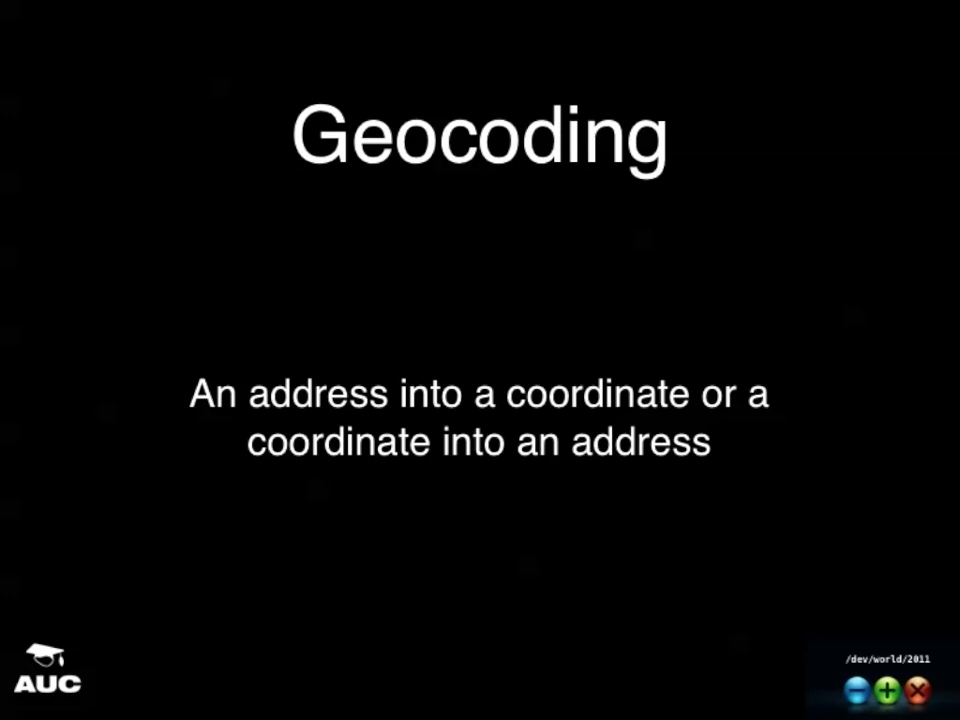 Geocoding
An address into a coordinate or a
coordinate into an address
AUC
/dev/world/2011